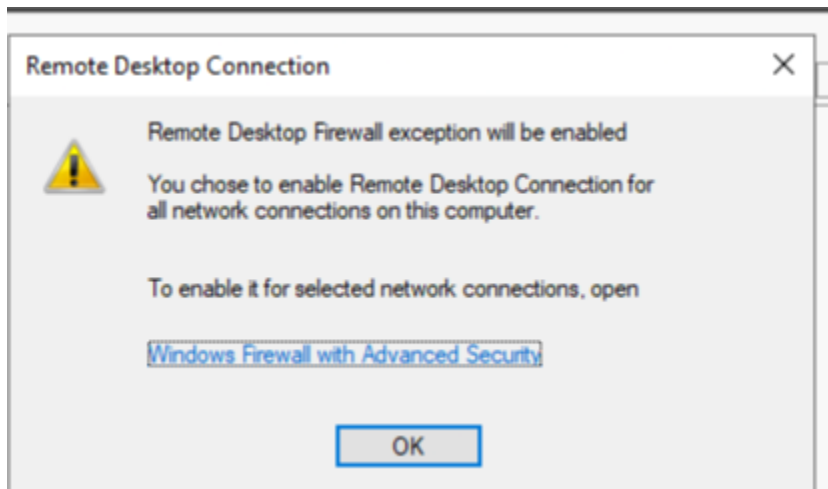 Remote Desktop Connection
Remote Desktop Firewall exception will be enabled
You chose to enable Remote Desktop Connection for
all network connections on this computer.
To enable it for selected network connections, open
Windows Firewall with Advanced Security
OK